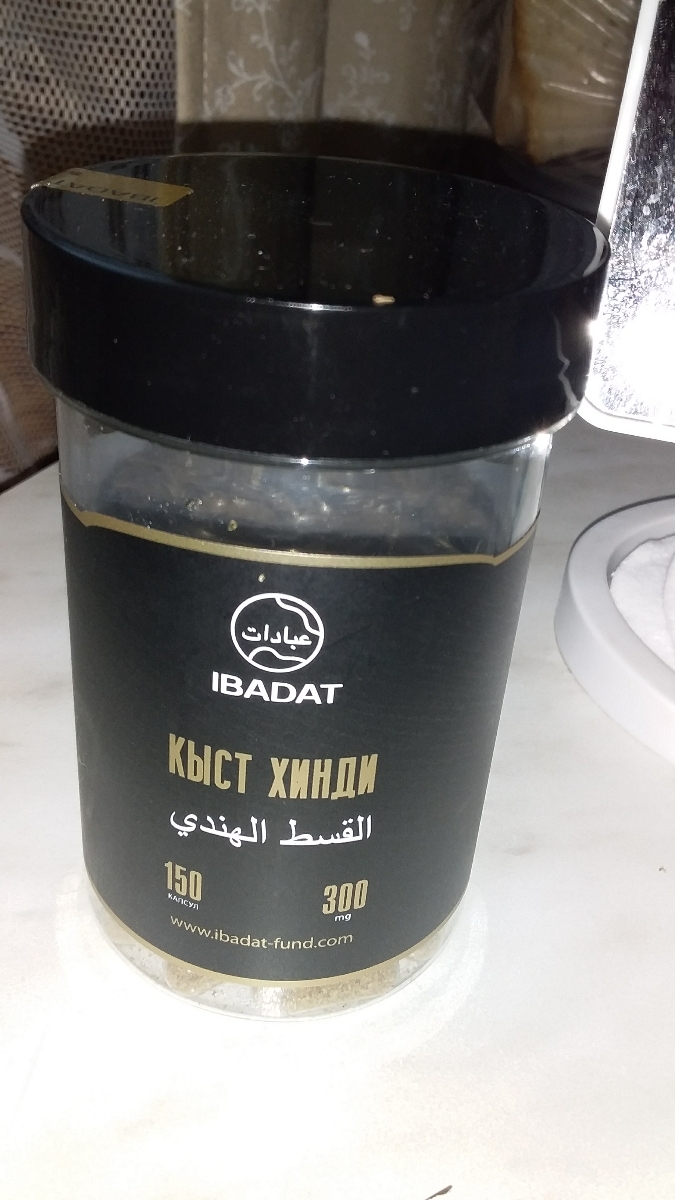 عبادات
IBADAT
КЫСТ ХИНДИ
القسط الهندي
150 300
КАПСУЛ mg
www.ibadat-fund.com